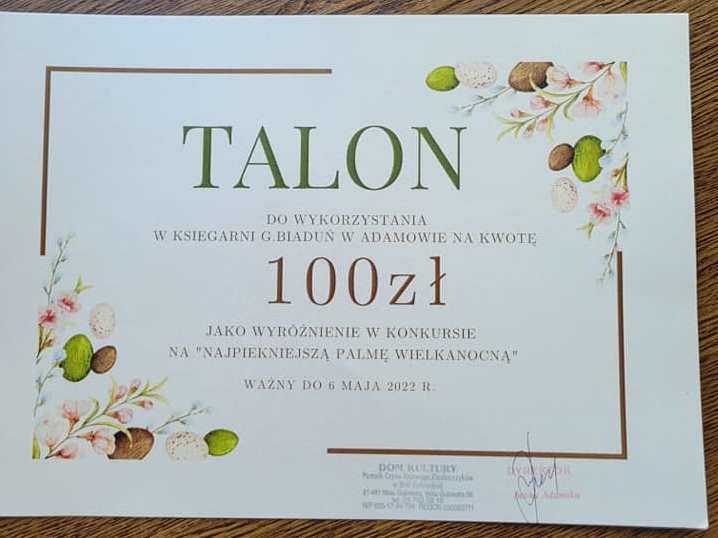 TALON
DO WYKORZYSTANIA
W KSIEGARNI G.BIADUŃ W ADAMOWIE NA KWOTĘ
100zł
JAKO WYRÓŻNIENIE W KONKURSIE
NA "NAJPIEKNIEJSZĄ PALMĘ WIELKANOCNĄ"
WAŻNY DO 6 MAJA 2022 R.
DOM KULTURY
DYREKTOR